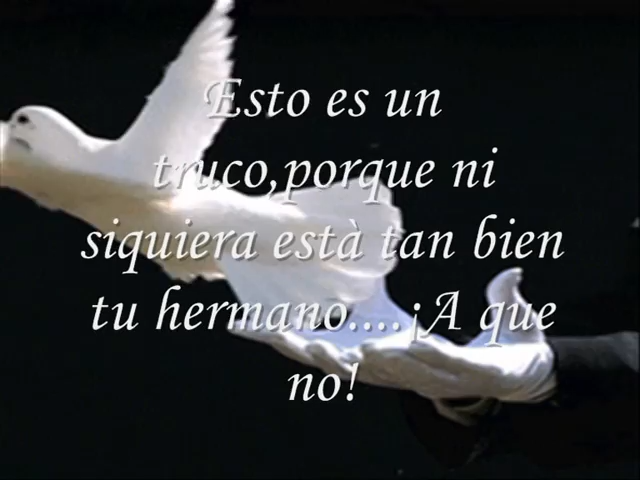 Esto es un
truco,porque ni
siquiera està tan bien
tu hermano....¡A que
no!